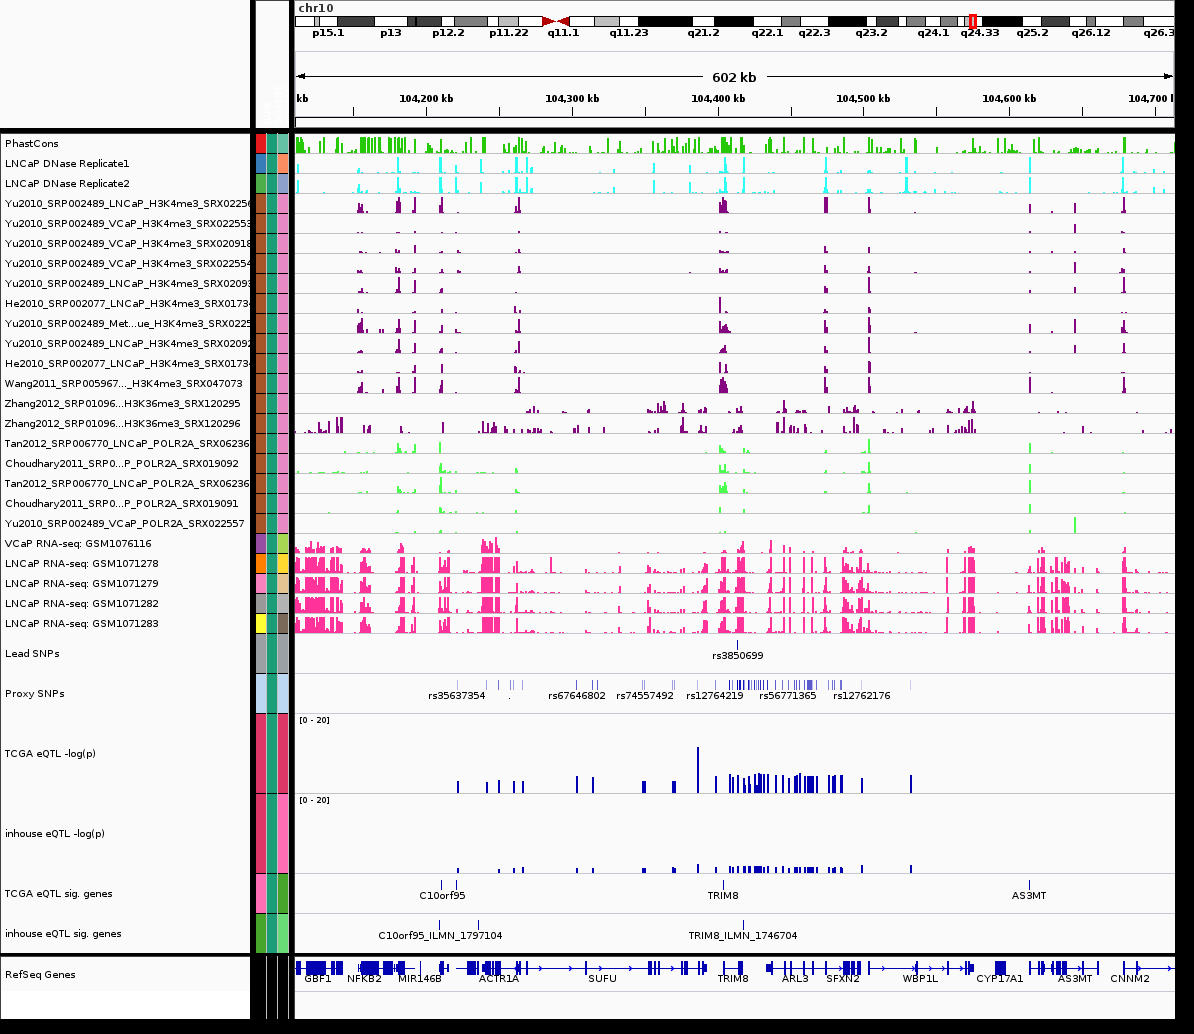 chr10
p15.1 p13 p12.2 p11.22 q11.1 q11.23 q21.2 q22.1 q22.3 q23.2 q24.1 q24.33 q25.2 q26.12 q26.3
602 kb
kb 104,200 kb 104,300 kb 104,400 kb 104,500 kb 104,600 kb 104,700
PhastCons
LNCaP DNase Replicate1
LNCaP DNase Replicate2
Yu2010_SRP002489_LNCaP_H3K4me3_SRX02250
Yu2010_SRP002489_VCaP_H3K4me3_SRX022553
Yu2010_SRP002489_VCaP_H3K4me3_SRX020918
Yu2010_SRP002489_VCaP_H3K4me3_SRX022554
Yu2010_SRP002489_LNCaP_H3K4me3_SRX0209
He2010_SRP002077_LNCaP_H3K4me3_SRX0173
Yu2010_SRP002489_Met...ue_H3K4me3_SRX0225
Yu2010_SRP002489_LNCaP_H3K4me3_SRX02092
He2010_SRP002077_LNCaP_H3K4me3_SRX0173
Wang2011_SRP005967..._H3K4me3_SRX047073
Zhang2012_SRP01096...H3K36me3_SRX120295
Zhang2012_SRP01096...H3K36me3_SRX120296
Tan2012_SRP006770_LNCaP_POLR2A_SRX06236
Choudhary2011_SRP0...P_POLR2A_SRX019092
Tan2012_SRP006770_LNCaP_POLR2A_SRX06236
Choudhary2011_SRP0...P_POLR2A_SRX019091
Yu2010_SRP002489_VCaP_POLR2A_SRX022557
VCaP RNA-seq: GSM1076116
LNCaP RNA-seq: GSM1071278
LNCaP RNA-seq: GSM1071279
LNCaP RNA-seq: GSM1071282
LNCaP RNA-seq: GSM1071283
Lead SNPs rs3850699
Proxy SNPs rs35637354 . rs67646802 rs74557492 rs12764219 rs56771365 rs12762176
[0 - 20]
TCGA eQTL -log(p)
[0 - 20]
inhouse eQTL -log(p)
TCGA eQTL sig. genes C10orf95 TRIM8 AS3MT
inhouse eQTL sig. genes C10orf95_ILMN_1797104 TRIM8_ILMN_1746704
RefSeq Genes GBF1 NFKB2 MIR146B ACTR1A SUFU TRIM8 ARL3 SFXN2 WBP1L CYP17A1 AS3MT CNNM2